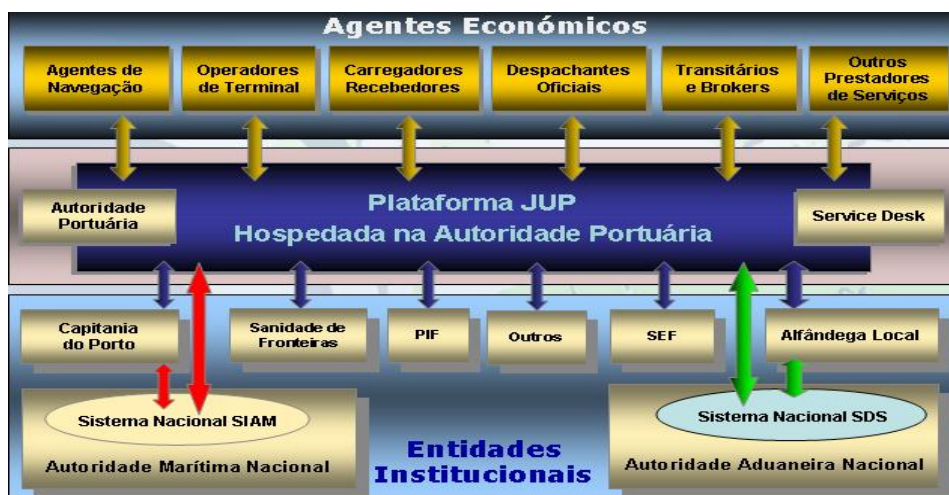 Agentes Económicos
Agentes de
Navegação
Operadores
de Terminal
Carregadores
Recebedores
Despachantes
Oficiais
Transitários
e Brokers
Outros
Prestadores
de Serviços
Autoridade
Portuária
Plataforma JUP
Hospedada na Autoridade Portuária
Service Desk
Capitania
do Porto
Sanidade de
Fronteiras
PIF
Outros
SEF
Alfândega Local
Sistema Nacional SIAM
Autoridade Marítima Nacional
Entidades
Institucionais
Sistema Nacional SDS
Autoridade Aduaneira Nacional